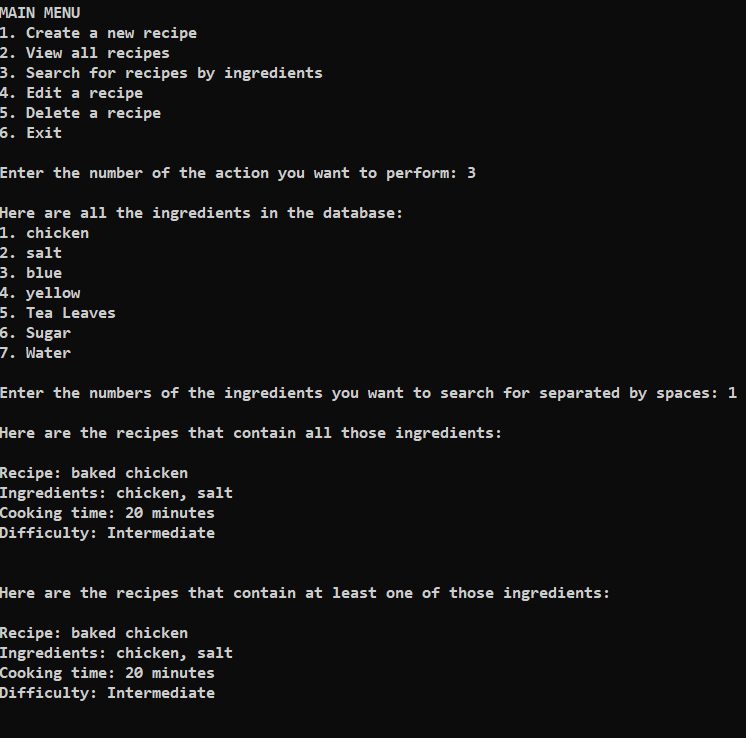 MAIN MENU
1. Create a new recipe
2. View all recipes
3. Search for recipes by ingredients
4. Edit a recipe
5. Delete a recipe
6. Exit
Enter the number of the action you want to perform: 3
Here are all the ingredients in the database:
1. chicken
2. salt
3. blue
4. yellow
5. Tea Leaves
6. Sugar
7. Water
Enter the numbers of the ingredients you want to search for separated by spaces: 1
Here are the recipes that contain all those ingredients:
Recipe: baked chicken
Ingredients: chicken, salt
Cooking time: 20 minutes
Difficulty: Intermediate
Here are the recipes that contain at least one of those ingredients:
Recipe: baked chicken
Ingredients: chicken, salt
Cooking time: 20 minutes
Difficulty: Intermediate